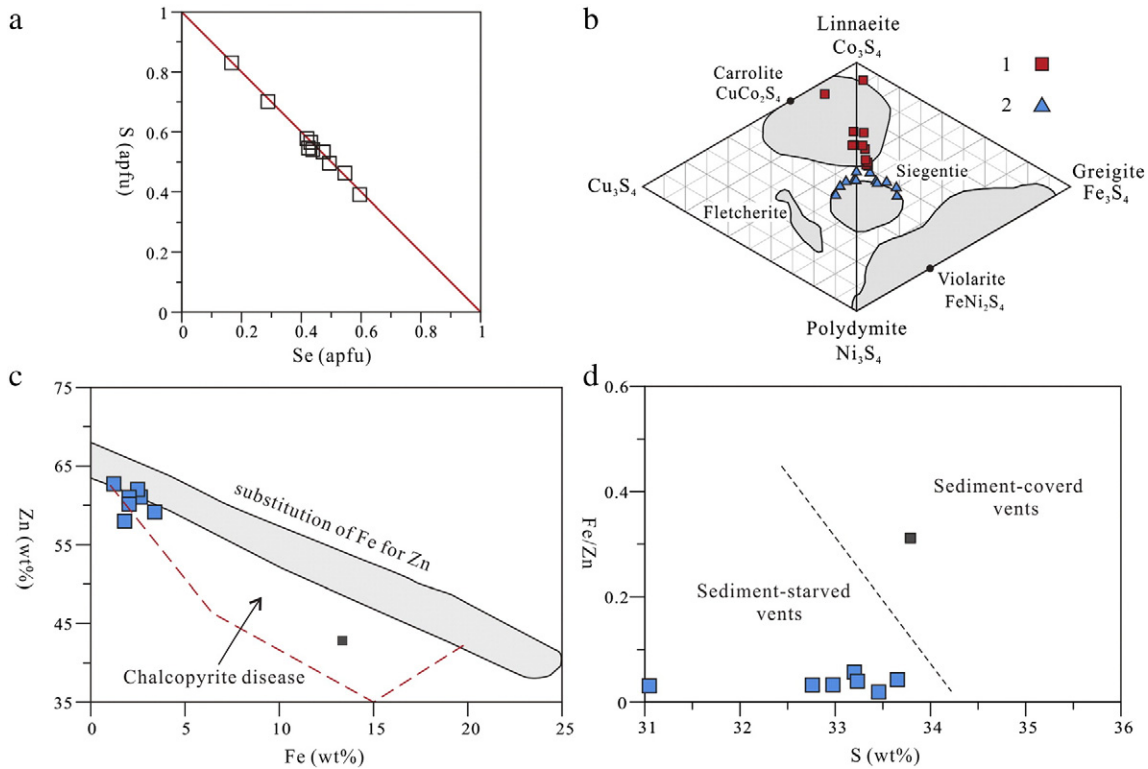 a
1
0.8
0.6
0.4
0.2
0
S (apfu)
0 0.2 0.4 0.6 0.8 1
Se (apfu)
b
Linnaeite
Co₃S₄
Carrolite
CuCo₂S₄
1
2
Cu₃S₄
Siegentie
Greigite
Fe₃S₄
Fletcherite
Violarite
FeNi₂S₄
Polydymite
Ni₃S₄
c
75
65
55
45
35
Zn (wt%)
substitution of Fe for Zn
Chalcopyrite disease
0 5 10 15 20 25
Fe (wt%)
d
0.6
0.4
0.2
0
Fe/Zn
Sediment-coverd
vents
Sediment-starved
vents
31 32 33 34 35 36
S (wt%)